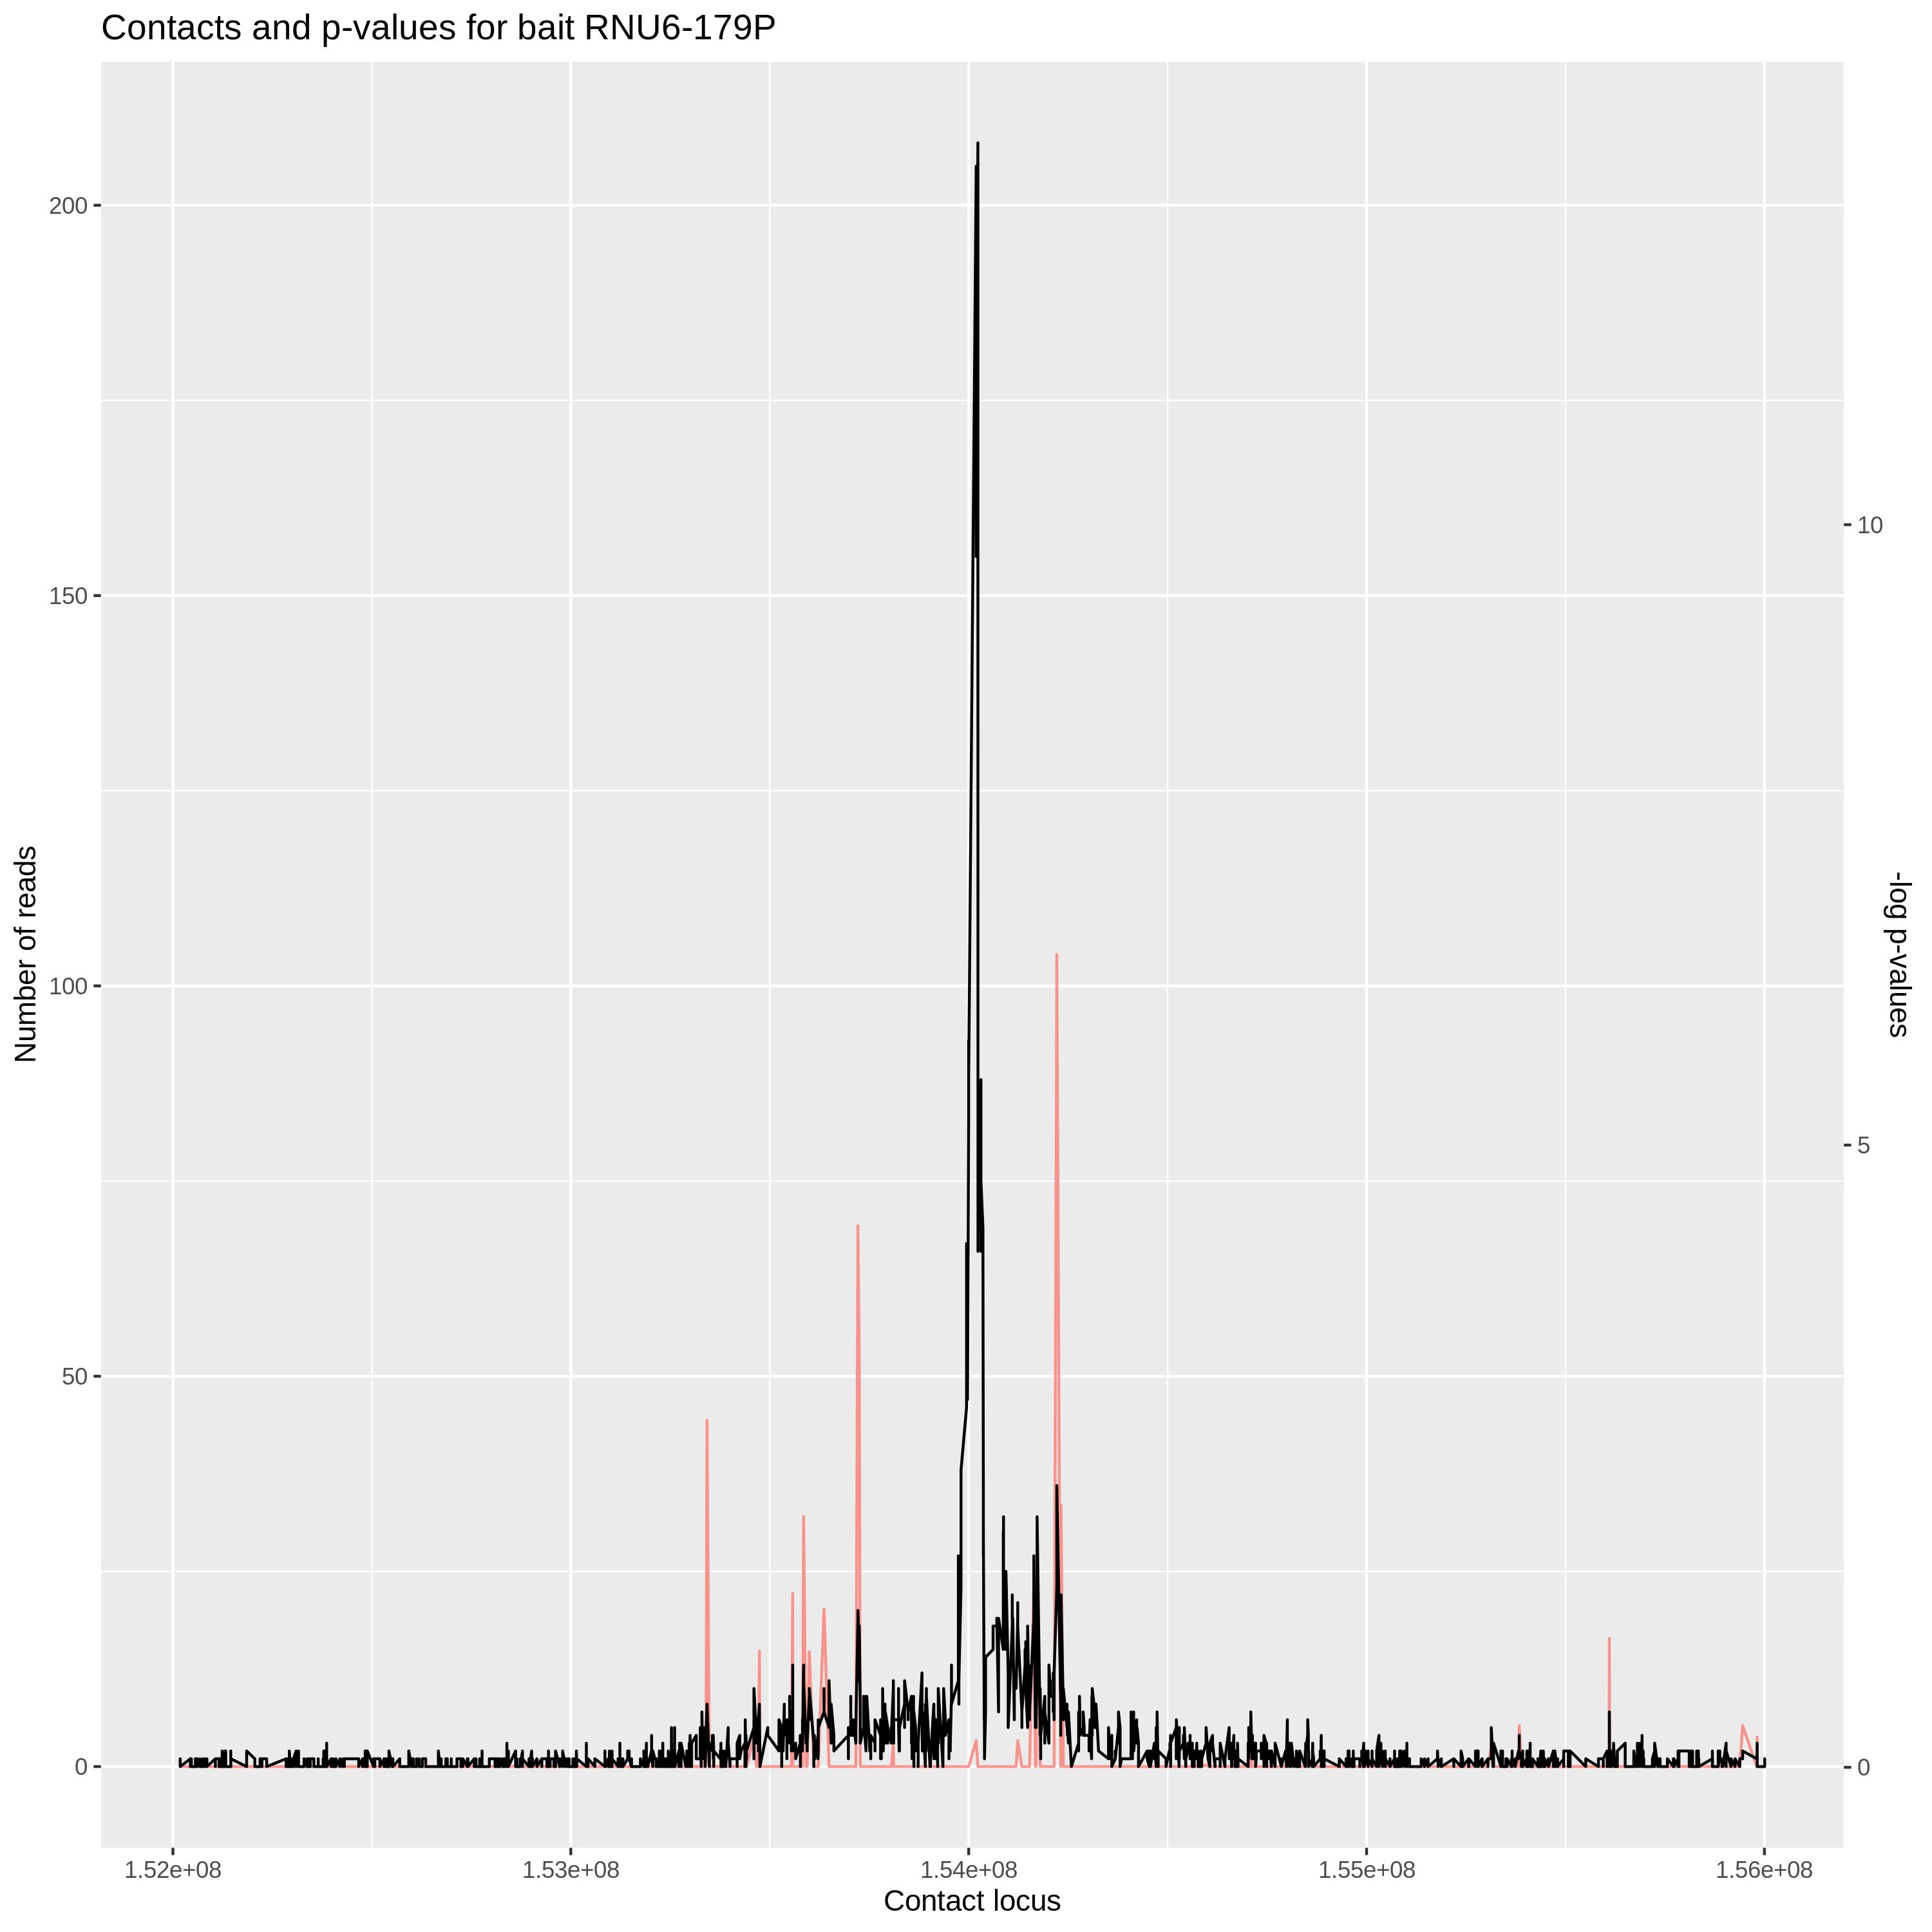 Contacts and p-values for bait RNU6-179P
200
150
100
50
0
Number of reads
10
5
0
-log p-values
1.52e+08
1.53e+08
1.54e+08
1.55e+08
1.56e+08
Contact locus